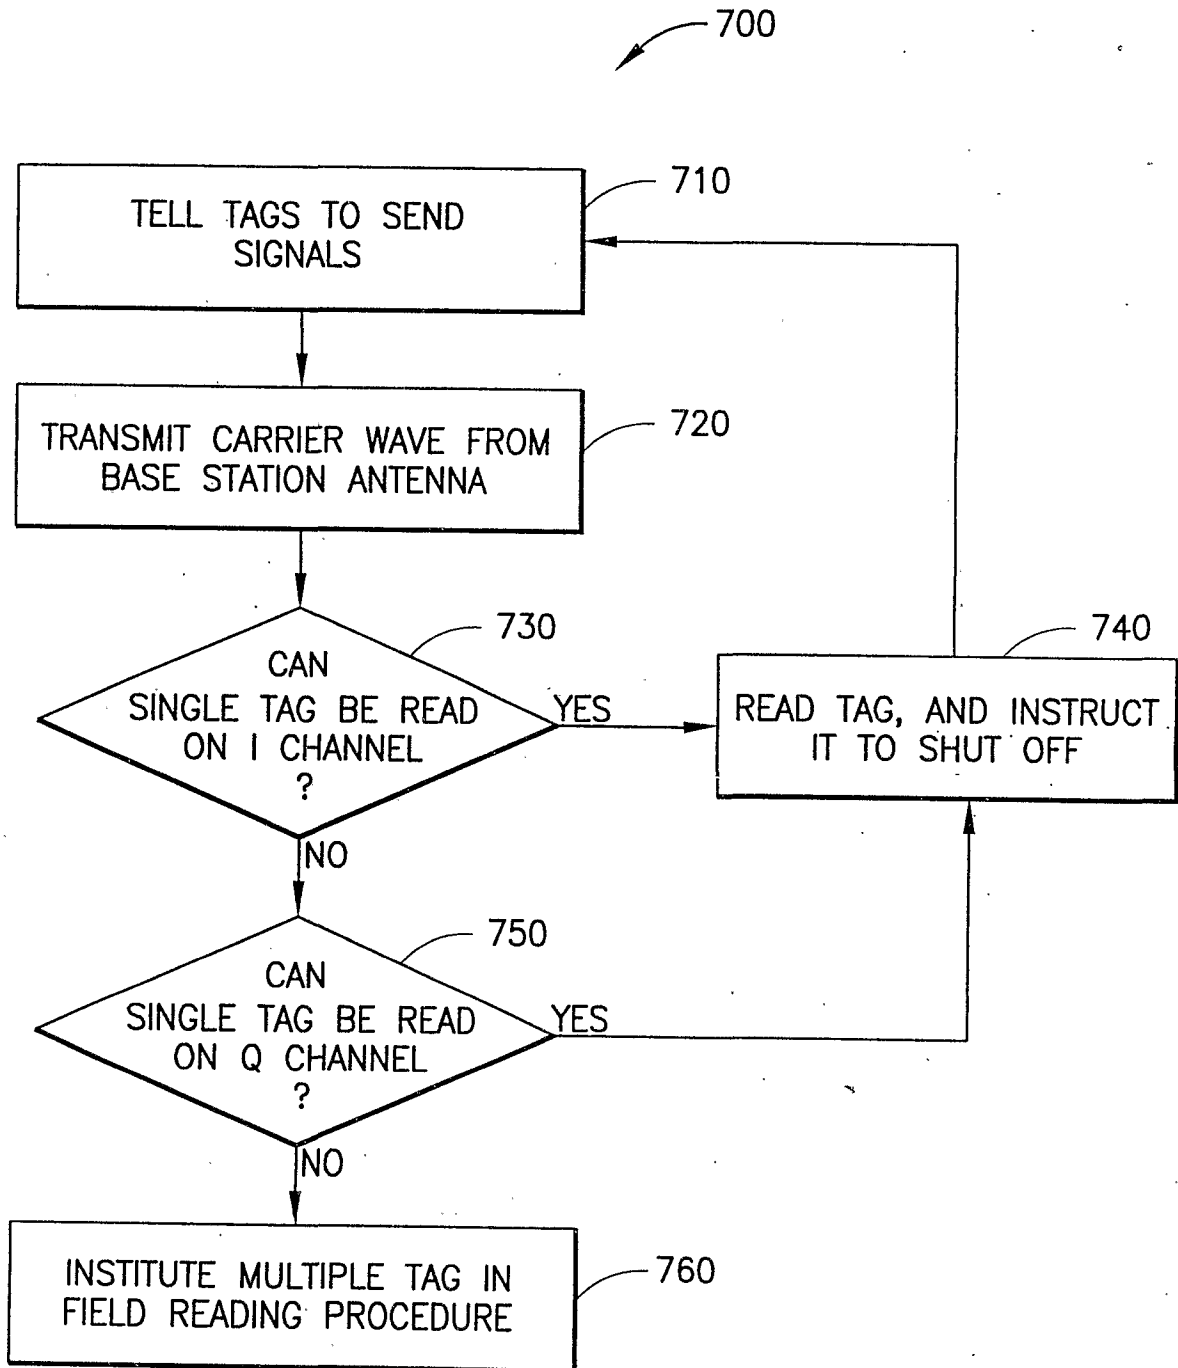 700
710
TELL TAGS TO SEND
SIGNALS
720
TRANSMIT CARRIER WAVE FROM
BASE STATION ANTENNA
730
CAN
SINGLE TAG BE READ
ON I CHANNEL
?
YES
740
READ TAG, AND INSTRUCT
IT TO SHUT OFF
NO
750
CAN
SINGLE TAG BE READ
ON Q CHANNEL
?
YES
NO
760
INSTITUTE MULTIPLE TAG IN
FIELD READING PROCEDURE